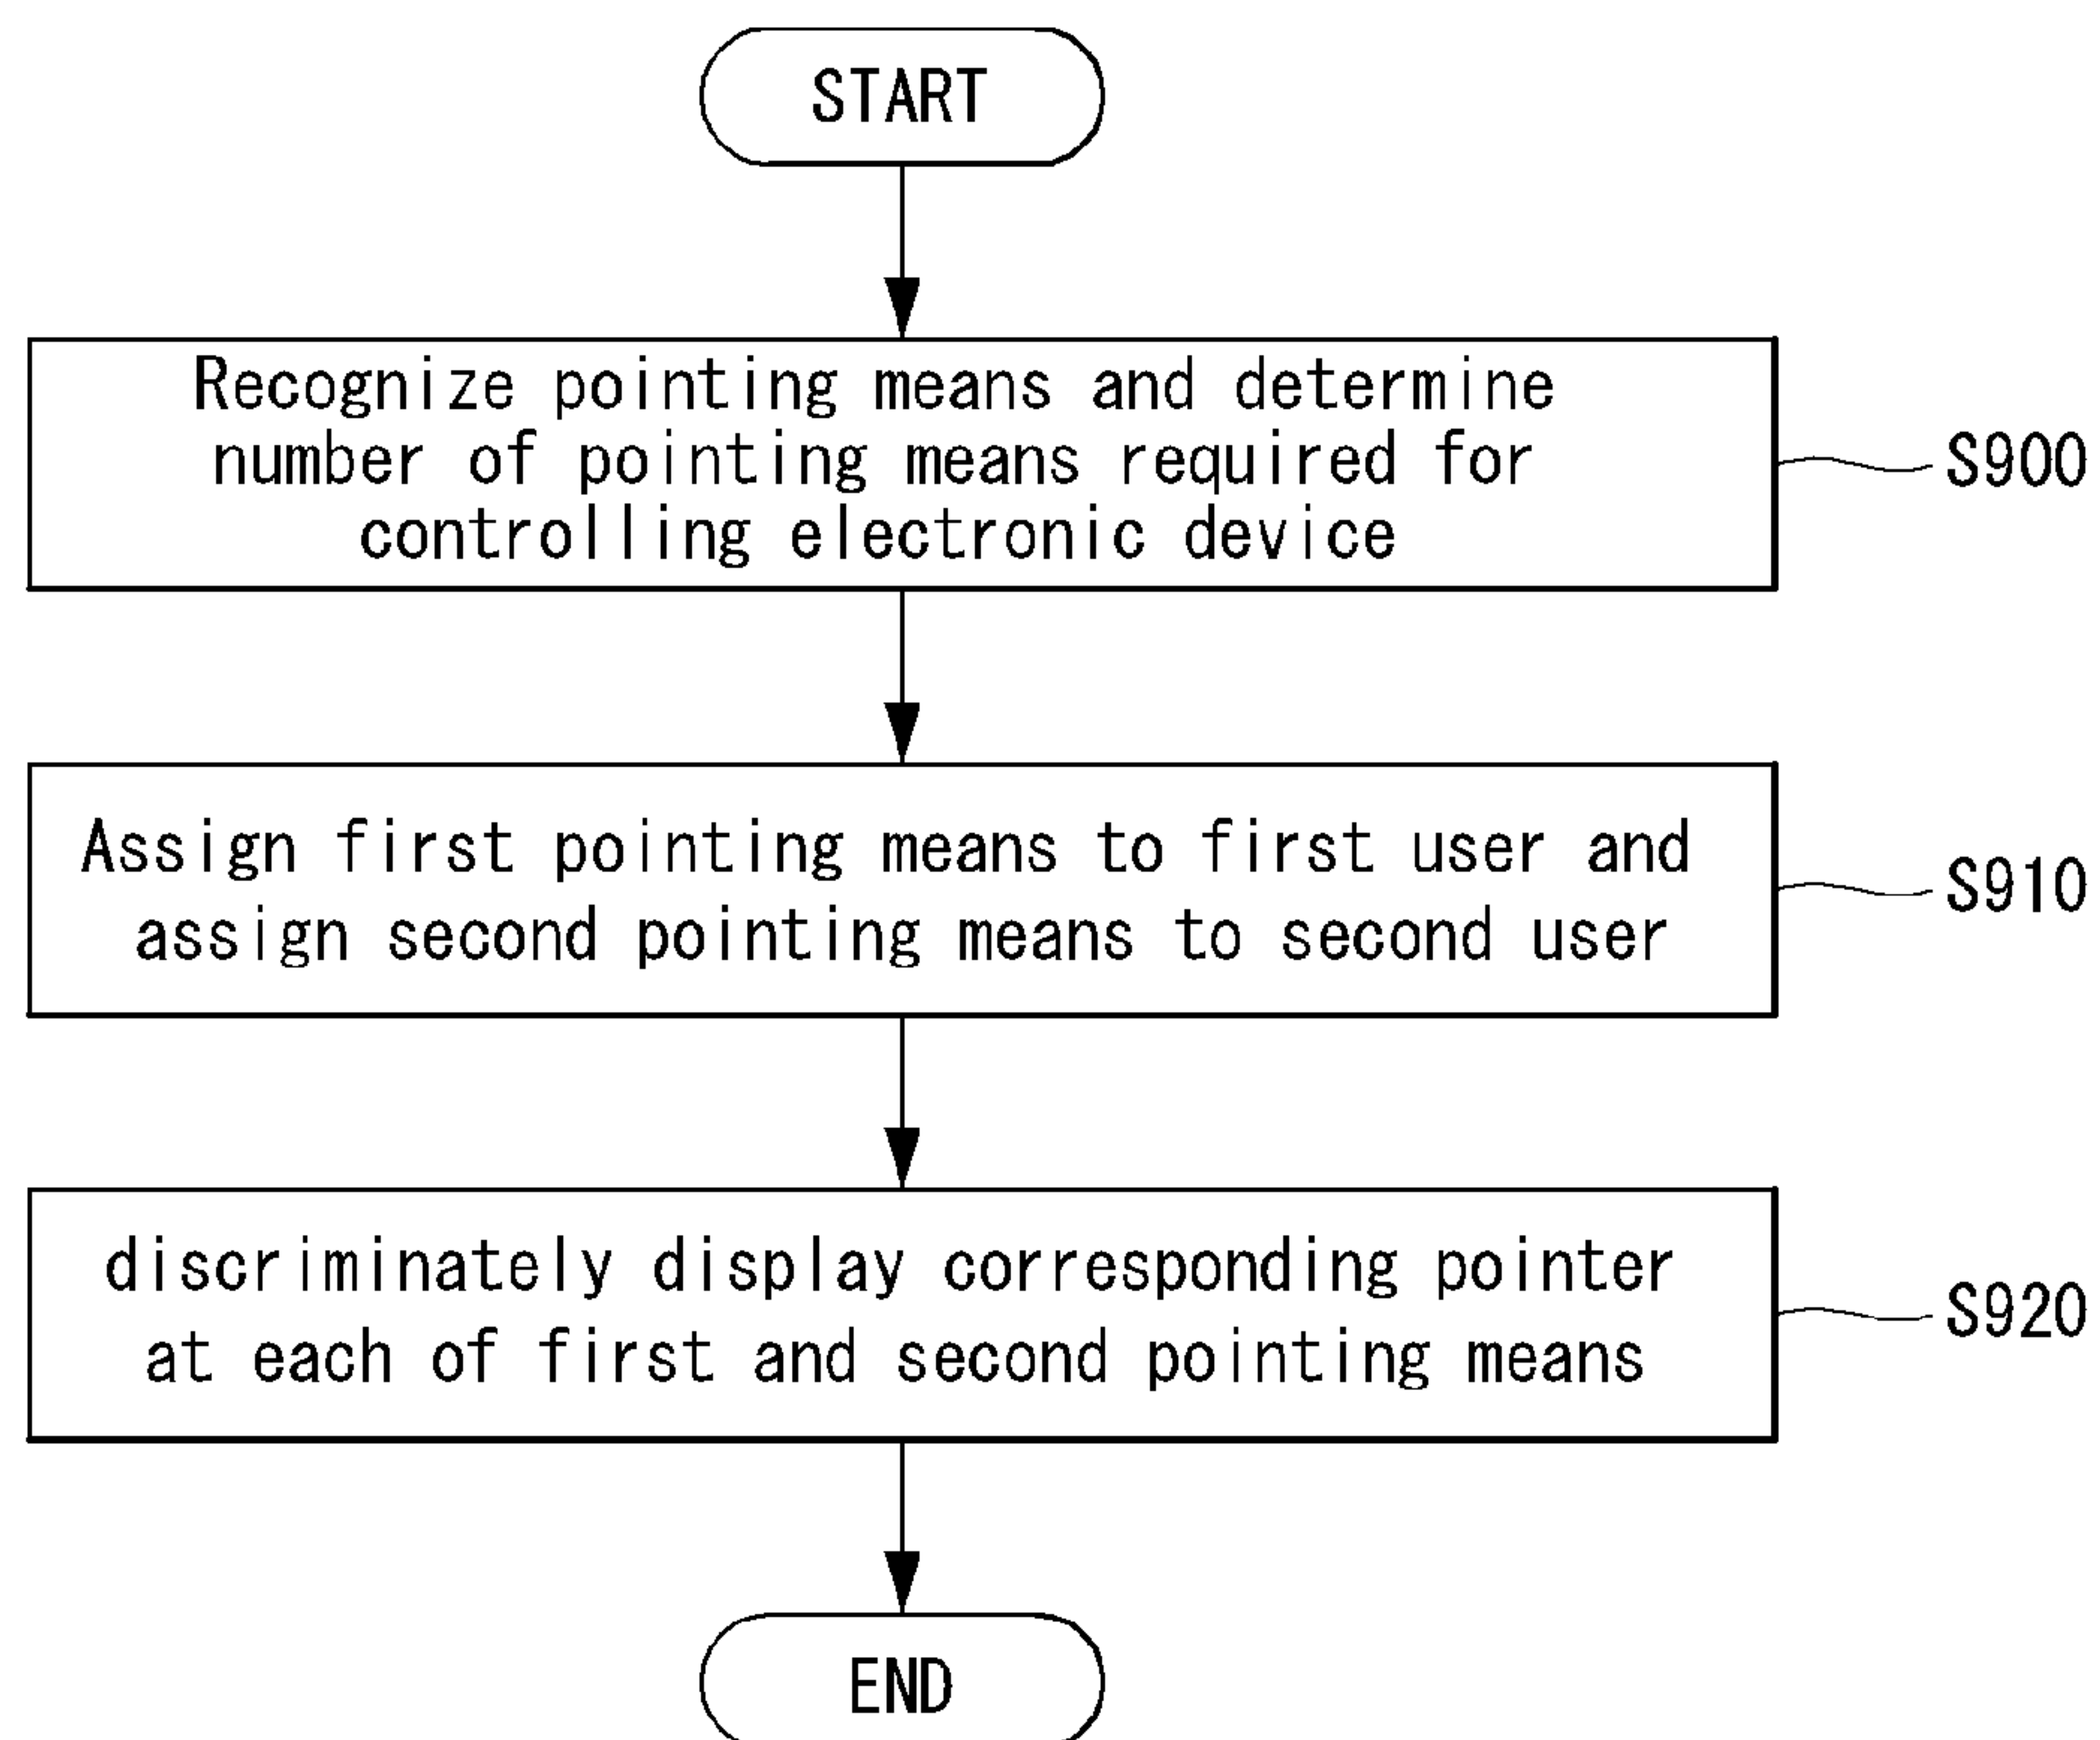 START
Recognize pointing means and determine
number of pointing means required for
controlling electronic device
S900
Assign first pointing means to first user and
assign second pointing means to second user
S910
discriminately display corresponding pointer
at each of first and second pointing means
S920
END